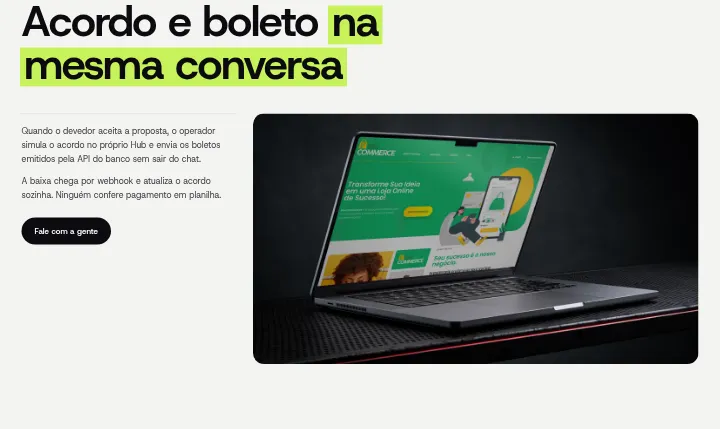 Acordo e boleto na
mesma conversa
Quando o devedor aceita a proposta, o operador
simula o acordo no próprio Hub e envia os boletos
emitidos pela API do banco sem sair do chat.
A baixa chega por webhook e atualiza o acordo
sozinha. Ninguém confere pagamento em planilha.
Fale com a gente
COMMERCE
Transforme Sua ideia
em uma Loja Online
de Sucesso!
COMMERCE
Seu sucesso é o nosso
negócio.